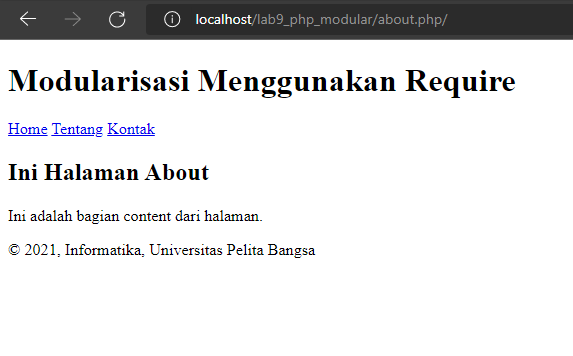 localhost/lab9_php_modular/about.php/
Modularisasi Menggunakan Require
Home Tentang Kontak
Ini Halaman About
Ini adalah bagian content dari halaman.
© 2021, Informatika, Universitas Pelita Bangsa